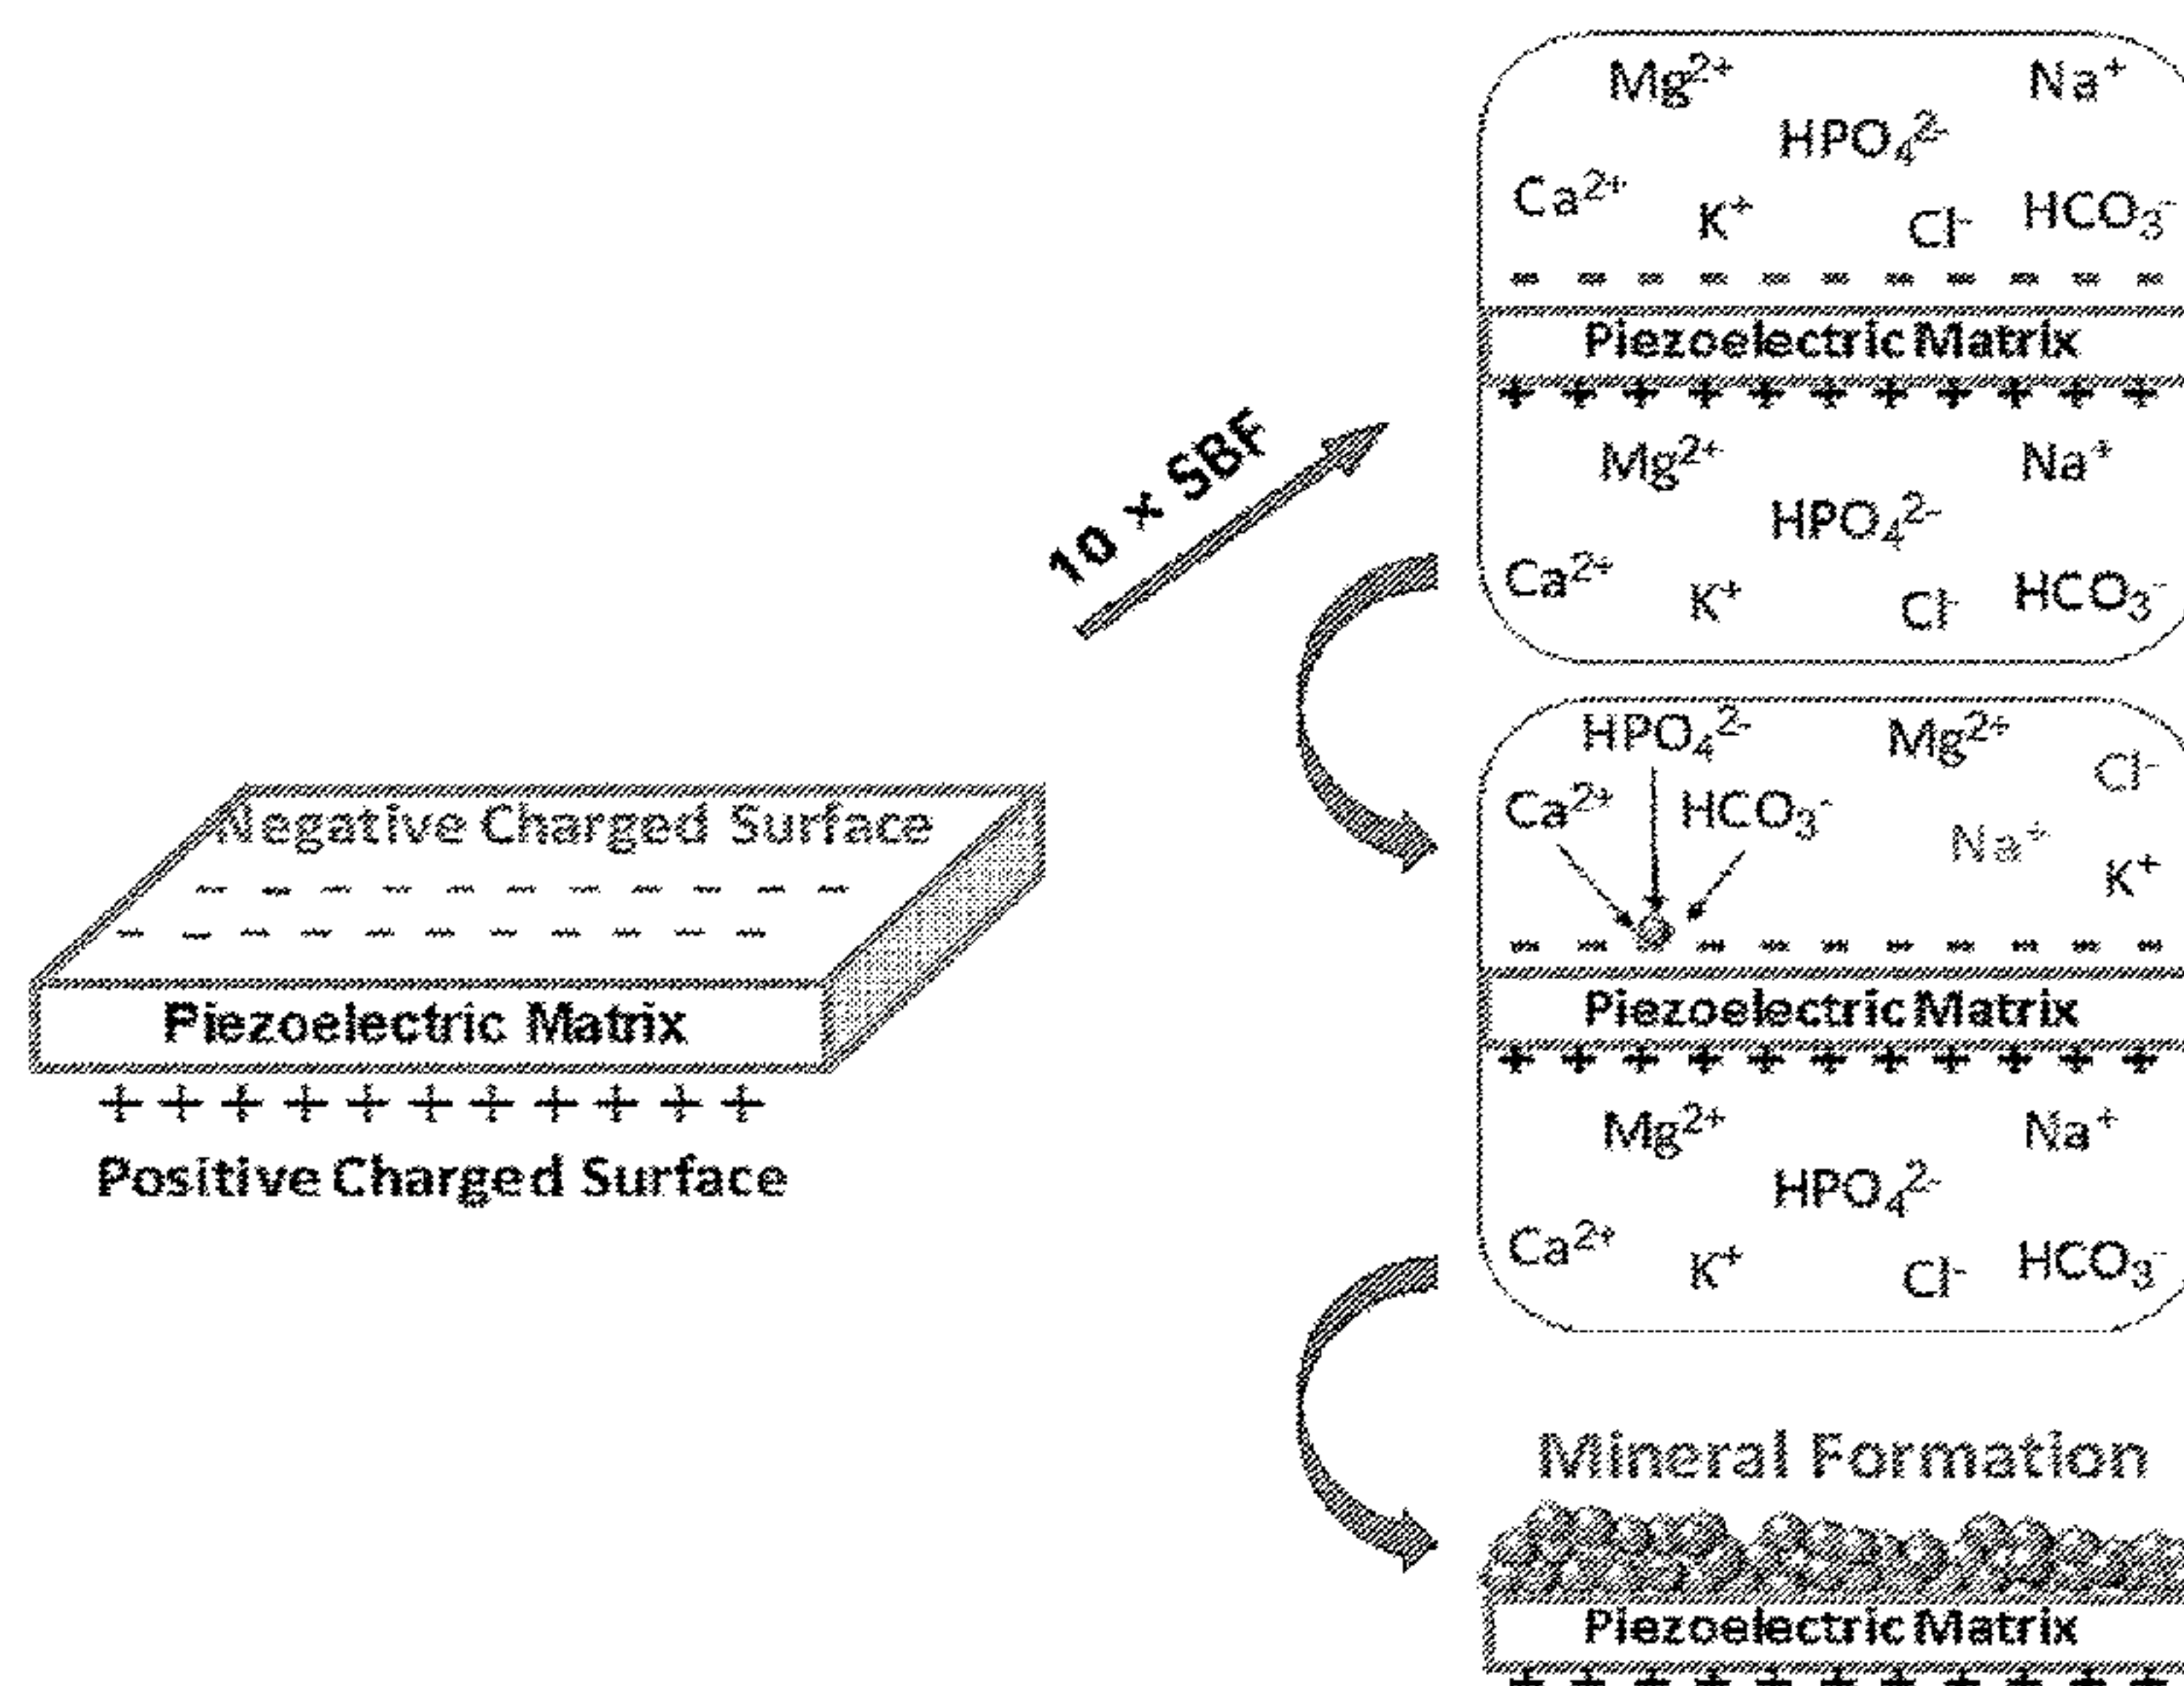 Negative Charged Surface
- - - - - - - - - - -
- - - - - - - - - - -
Piezoelectric Matrix
+ + + + + + + + + + +
Positive Charged Surface
10 × SBF
Mg²⁺ Na⁺
HPO₄²⁻
Ca²⁺ K⁺ Cl⁻ HCO₃⁻
- - - - - - - - - - -
Piezoelectric Matrix
+ + + + + + + + + + +
Mg²⁺ Na⁺
HPO₄²⁻
Ca²⁺ K⁺ Cl⁻ HCO₃⁻
HPO₄²⁻ Mg²⁺ Cl⁻
Ca²⁺ HCO₃⁻ Na⁺ K⁺
- - - - - - - - - - -
Piezoelectric Matrix
+ + + + + + + + + + +
Mg²⁺ Na⁺
HPO₄²⁻
Ca²⁺ K⁺ Cl⁻ HCO₃⁻
Mineral Formation
Piezoelectric Matrix
+ + + + + + + + + + +